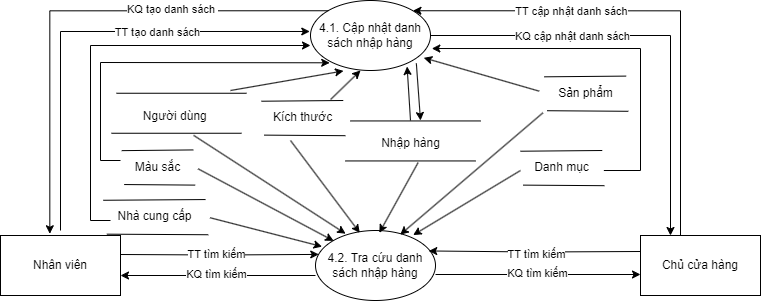 KQ tạo danh sách
TT cập nhật danh sách
TT tạo danh sách
4.1. Cập nhật danh
sách nhập hàng
KQ cập nhật danh sách
Người dùng
Kích thước
Sản phẩm
Nhập hàng
Màu sắc
Danh mục
Nhà cung cấp
Nhân viên
TT tìm kiếm
KQ tìm kiếm
4.2. Tra cứu danh
sách nhập hàng
TT tìm kiếm
KQ tìm kiếm
Chủ cửa hàng